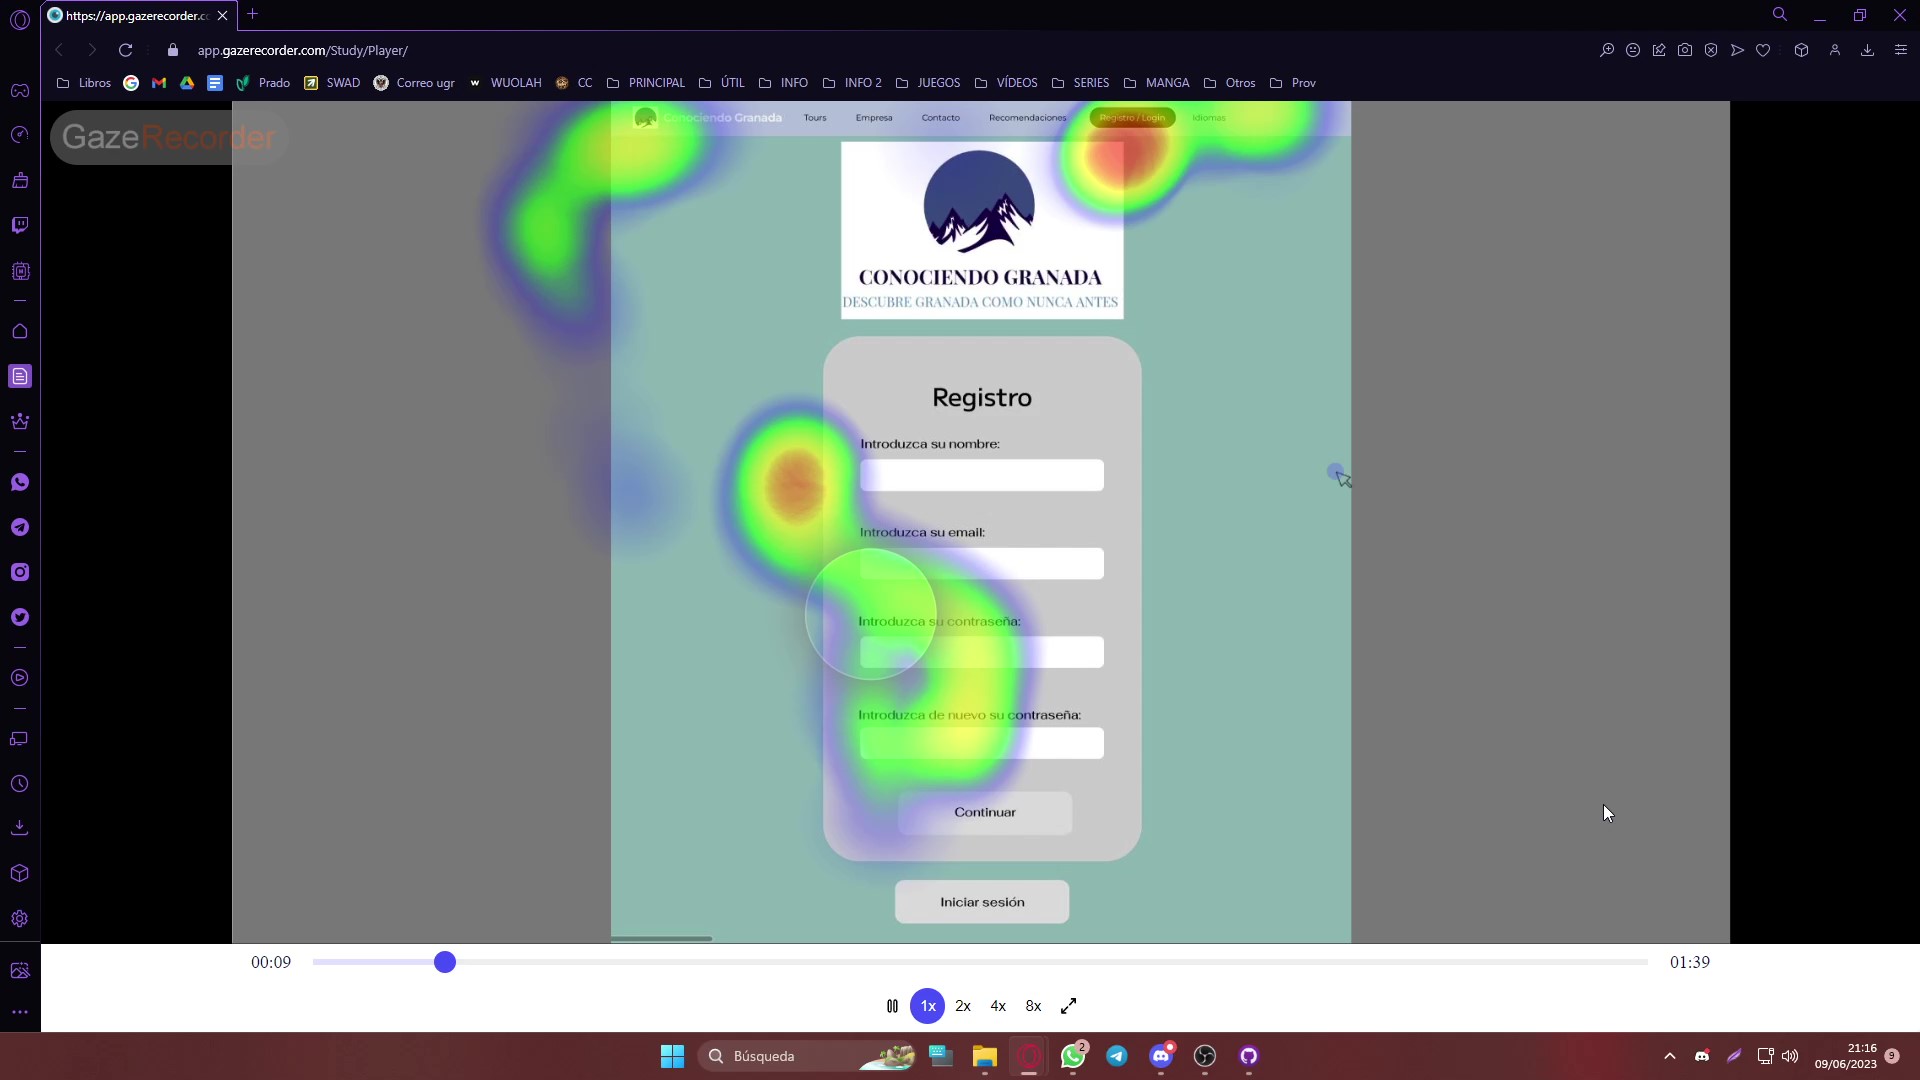 https://app.gazerecorder.co
app.gazerecorder.com/Study/Player/
Libros Prado SWAD Correo ugr WUOLAH CC PRINCIPAL ÚTIL INFO INFO 2 JUEGOS VÍDEOS SERIES MANGA Otros Prov
GazeRecorder
Conociendo Granada Tours Empresa Contacto Recomendaciones Registro / Login Idiomas
CONOCIENDO GRANADA
DESCUBRE GRANADA COMO NUNCA ANTES
Registro
Introduzca su nombre:
Introduzca su email:
Introduzca su contraseña:
Introduzca de nuevo su contraseña:
Continuar
Iniciar sesión
00:09 01:39
1x 2x 4x 8x
Búsqueda 2 21:16
09/06/2023 9